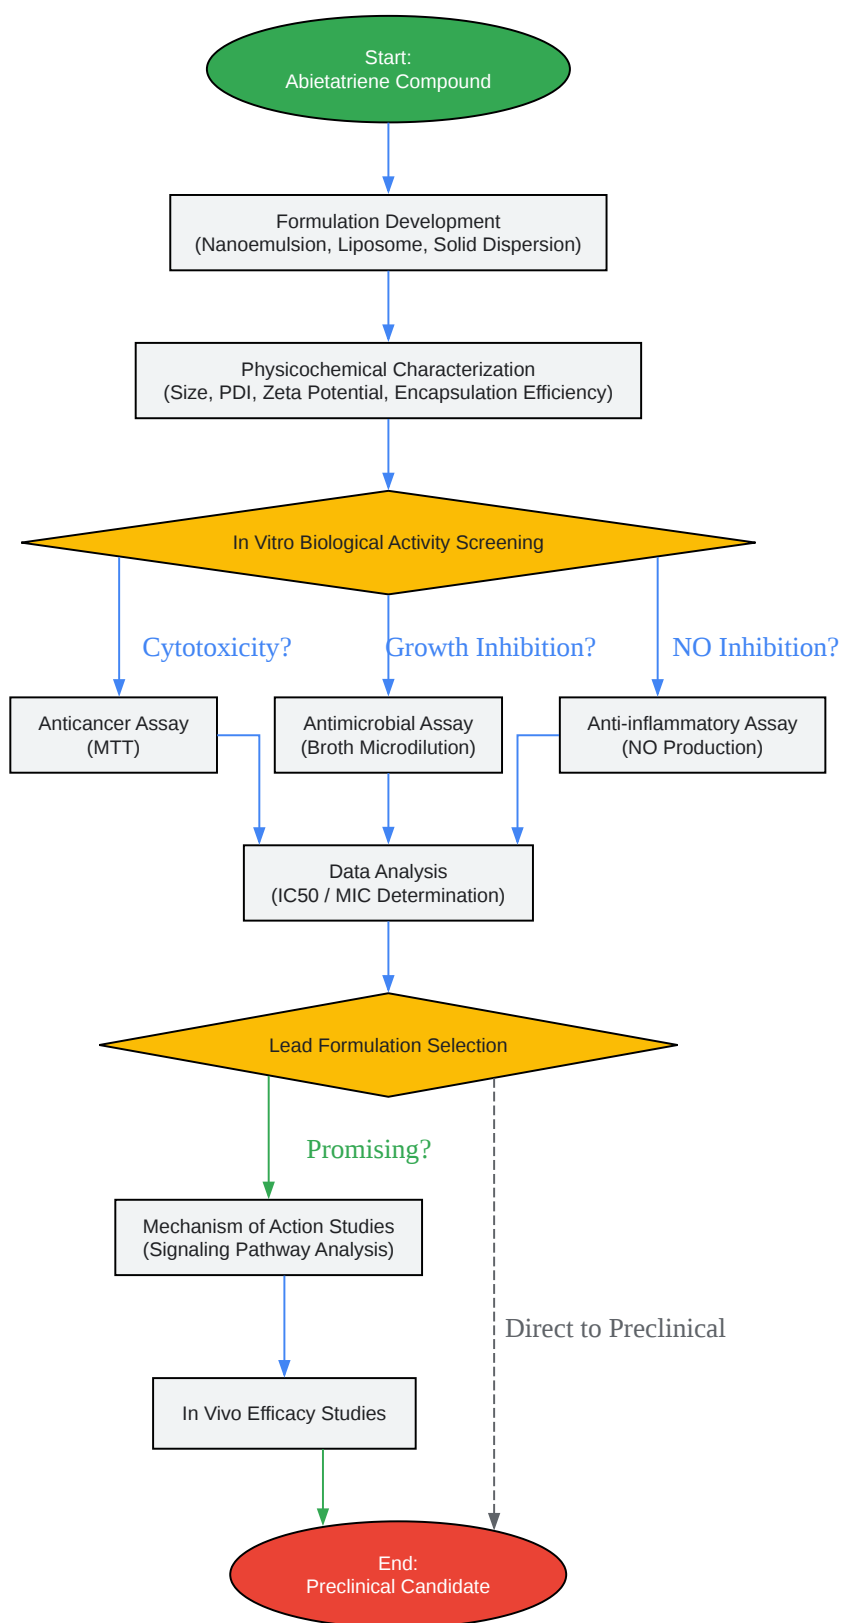 Start:
Abietatriene Compound
Formulation Development
(Nanoemulsion, Liposome, Solid Dispersion)
Physicochemical Characterization
(Size, PDI, Zeta Potential, Encapsulation Efficiency)
In Vitro Biological Activity Screening
Cytotoxicity?
Growth Inhibition?
NO Inhibition?
Anticancer Assay
(MTT)
Antimicrobial Assay
(Broth Microdilution)
Anti-inflammatory Assay
(NO Production)
Data Analysis
(IC50 / MIC Determination)
Lead Formulation Selection
Promising?
Mechanism of Action Studies
(Signaling Pathway Analysis)
Direct to Preclinical
In Vivo Efficacy Studies
End:
Preclinical Candidate